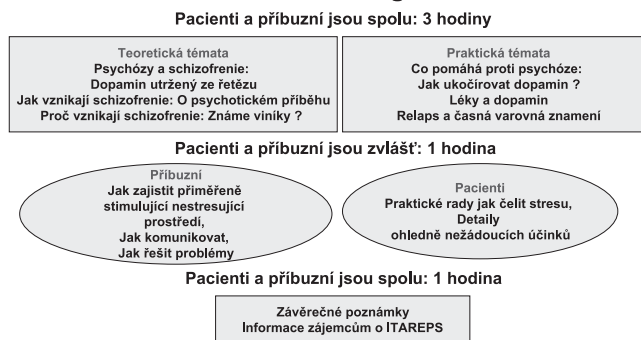 Pacienti a příbuzní jsou spolu: 3 hodiny
Teoretická témata
Psychózy a schizofrenie:
Dopamin utržený ze řetězu
Jak vznikají schizofrenie: O psychotickém příběhu
Proč vznikají schizofrenie: Známe viníky ?
Praktická témata
Co pomáhá proti psychóze:
Jak ukočírovat dopamin ?
Léky a dopamin
Relaps a časná varovná znamení
Pacienti a příbuzní jsou zvlášť: 1 hodina
Příbuzní
Jak zajistit přiměřeně
stimulující nestresující
prostředí,
Jak komunikovat,
Jak řešit problémy
Pacienti
Praktické rady jak čelit stresu,
Detaily
ohledně nežádoucích účinků
Pacienti a příbuzní jsou spolu: 1 hodina
Závěrečné poznámky
Informace zájemcům o ITAREPS